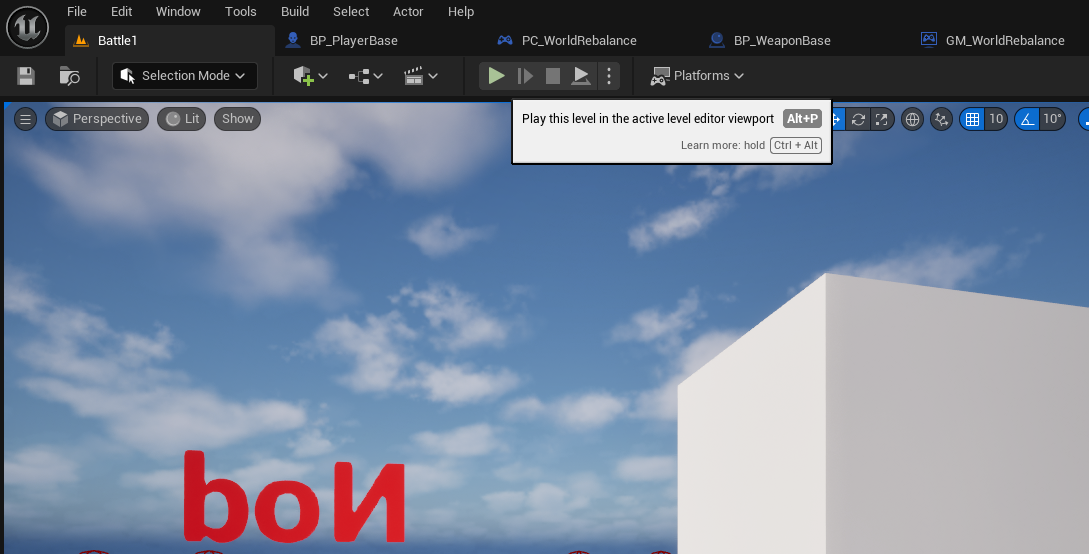 File Edit Window Tools Build Select Actor Help
Battle1 BP_PlayerBase PC_WorldRebalance BP_WeaponBase GM_WorldRebalance
Selection Mode Platforms
Perspective Lit Show 10 10°
Play this level in the active level editor viewport Alt+P
Learn more: hold Ctrl + Alt
boN